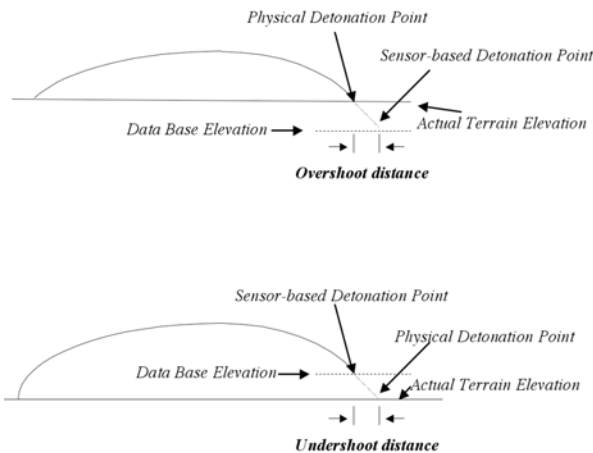 Physical Detonation Point
Sensor-based Detonation Point
Data Base Elevation
Actual Terrain Elevation
Overshoot distance
Sensor-based Detonation Point
Physical Detonation Point
Data Base Elevation
Actual Terrain Elevation
Undershoot distance